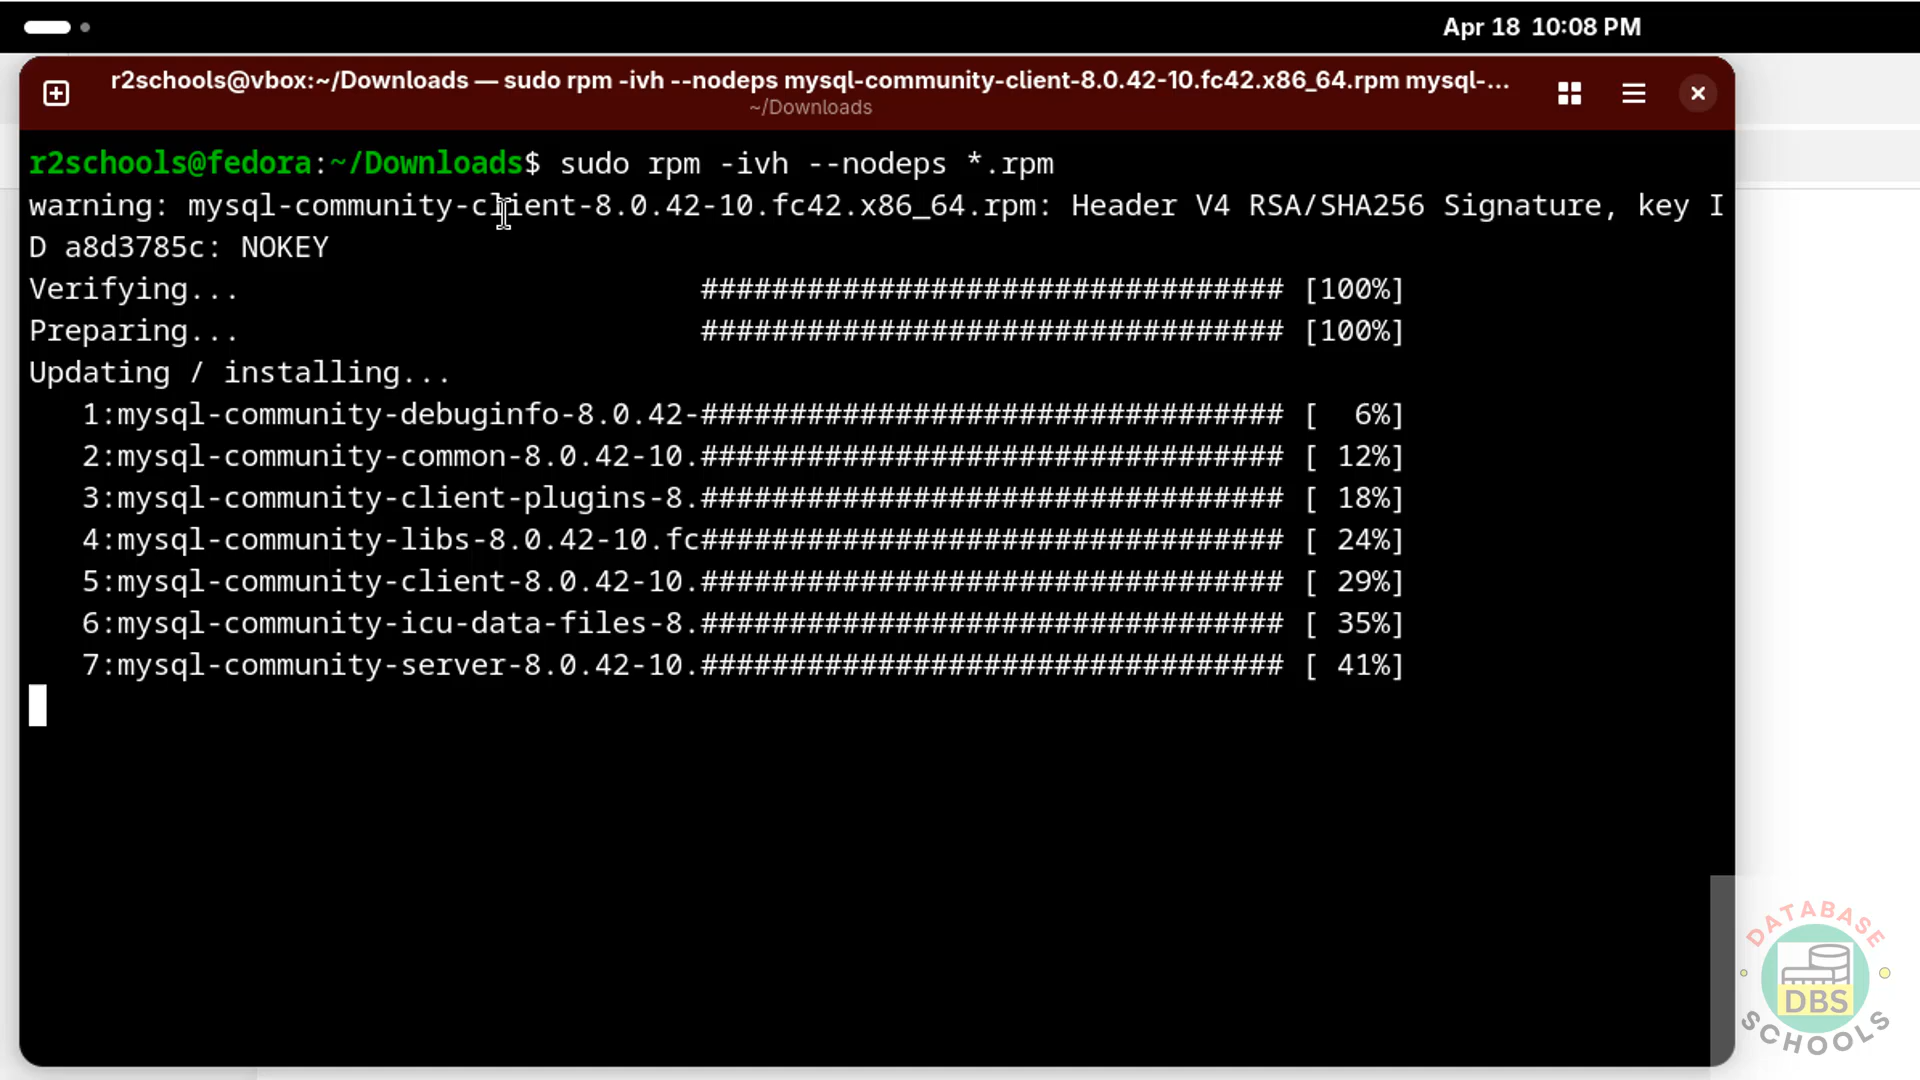 Apr 18 10:08 PM
r2schools@vbox:~/Downloads — sudo rpm -ivh --nodeps mysql-community-client-8.0.42-10.fc42.x86_64.rpm mysql-...
~/Downloads
r2schools@fedora:~/Downloads$ sudo rpm -ivh --nodeps *.rpm
warning: mysql-community-client-8.0.42-10.fc42.x86_64.rpm: Header V4 RSA/SHA256 Signature, key I
D a8d3785c: NOKEY
Verifying... ################################# [100%]
Preparing... ################################# [100%]
Updating / installing...
1:mysql-community-debuginfo-8.0.42-################################# [  6%]
2:mysql-community-common-8.0.42-10.################################# [ 12%]
3:mysql-community-client-plugins-8.################################# [ 18%]
4:mysql-community-libs-8.0.42-10.fc################################# [ 24%]
5:mysql-community-client-8.0.42-10.################################# [ 29%]
6:mysql-community-icu-data-files-8.################################# [ 35%]
7:mysql-community-server-8.0.42-10.################################# [ 41%]
DATABASE
DBS
SCHOOLS